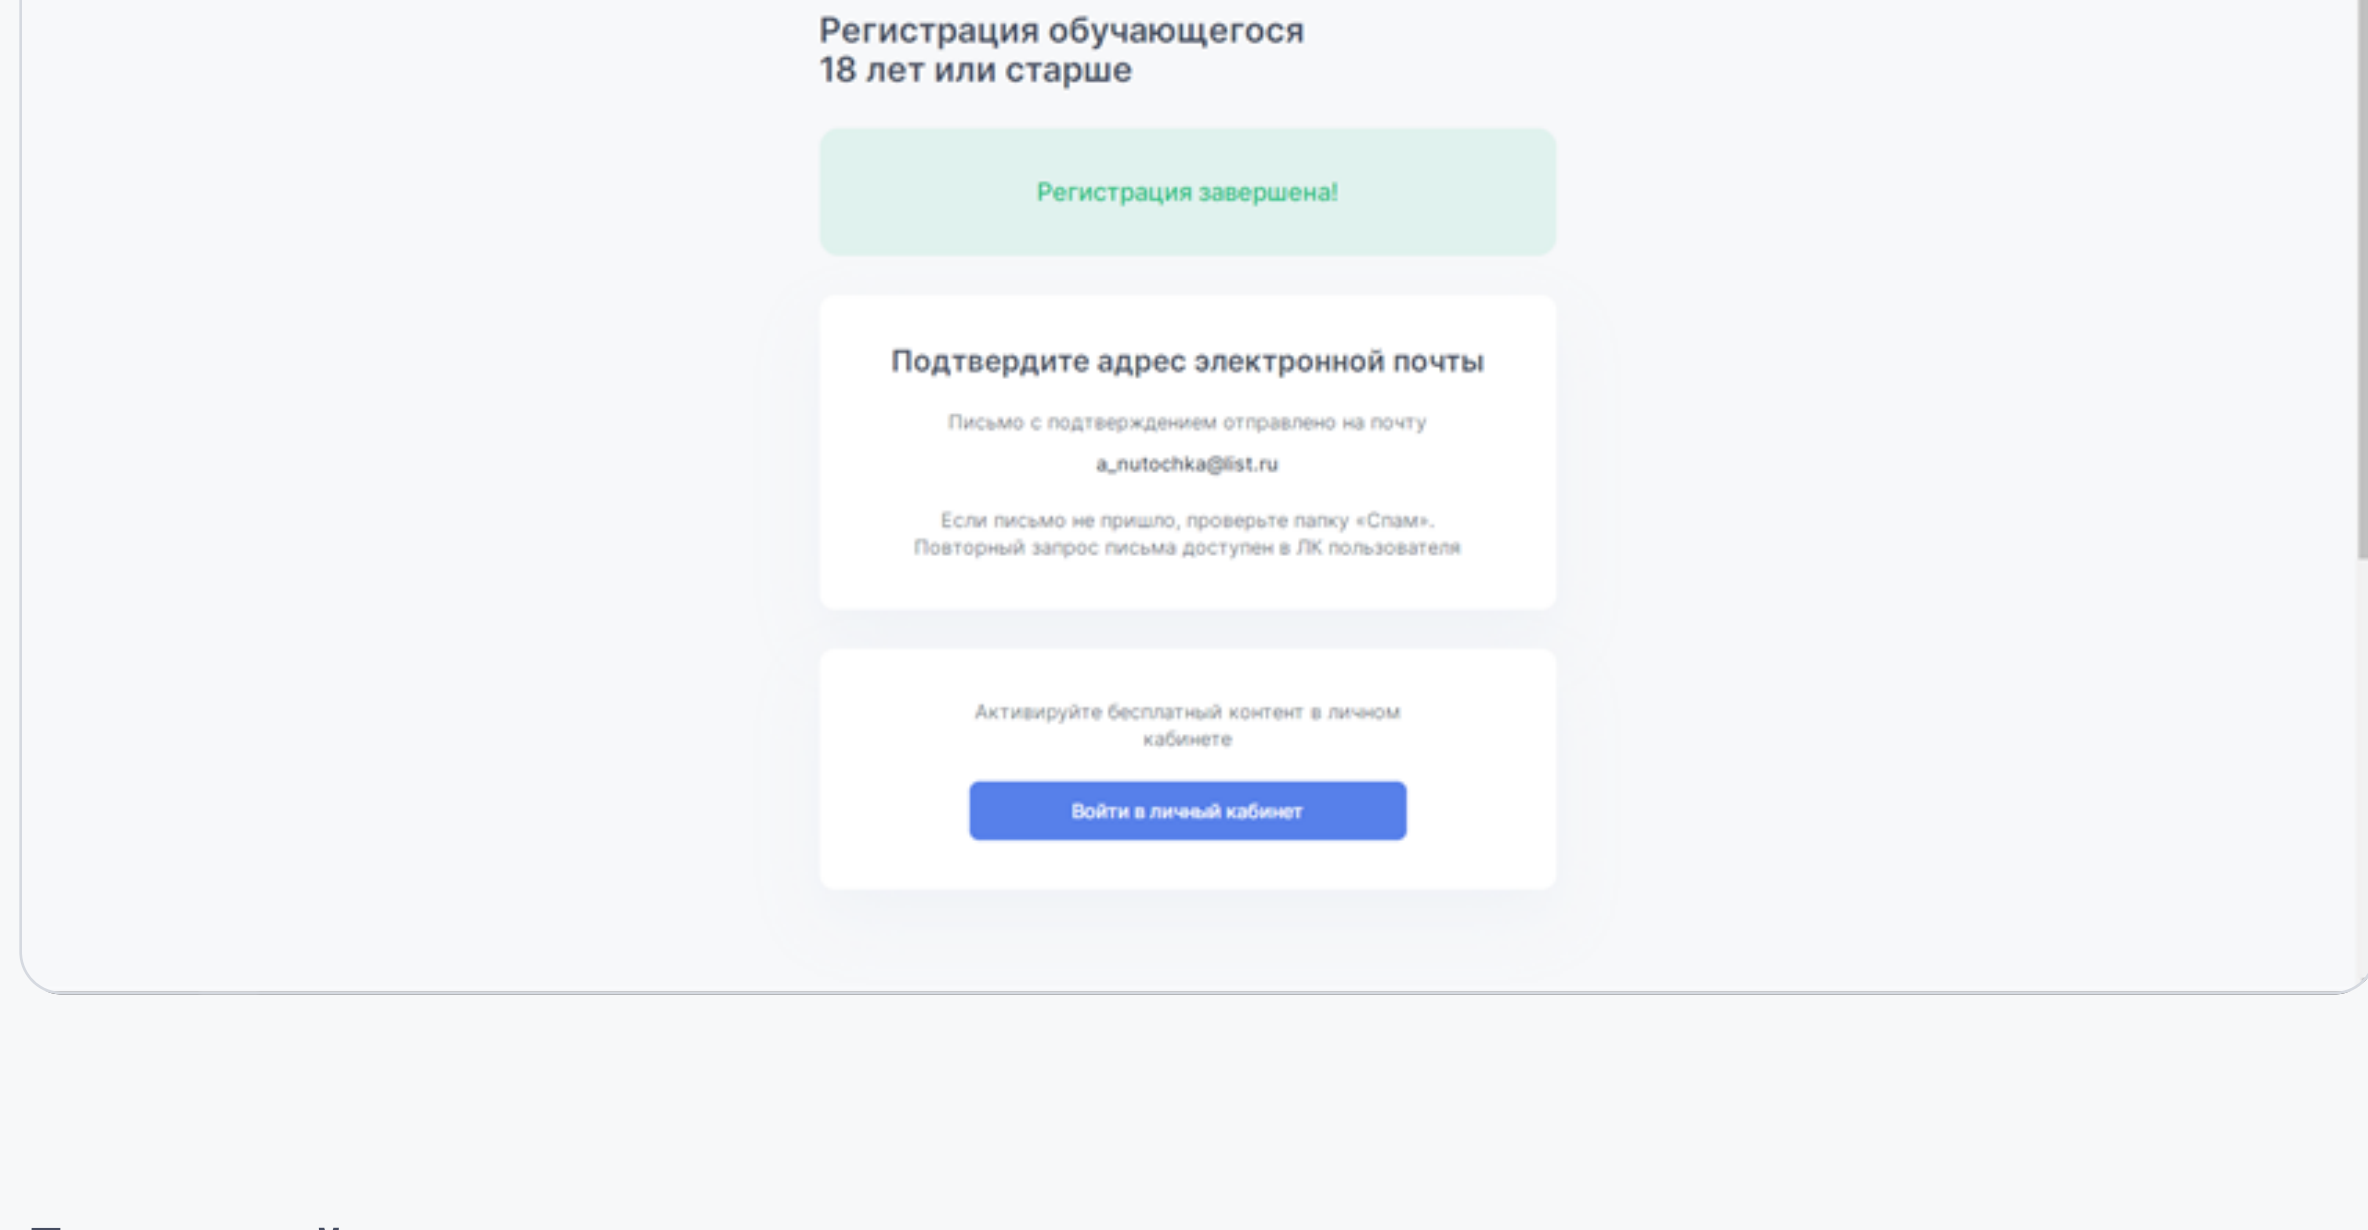 Регистрация обучающегося
18 лет или старше
Регистрация завершена!
Подтвердите адрес электронной почты
Письмо с подтверждением отправлено на почту
a_nutochka@list.ru
Если письмо не пришло, проверьте папку «Спам».
Повторный запрос письма доступен в ЛК пользователя
Активируйте бесплатный контент в личном
кабинете
Войти в личный кабинет